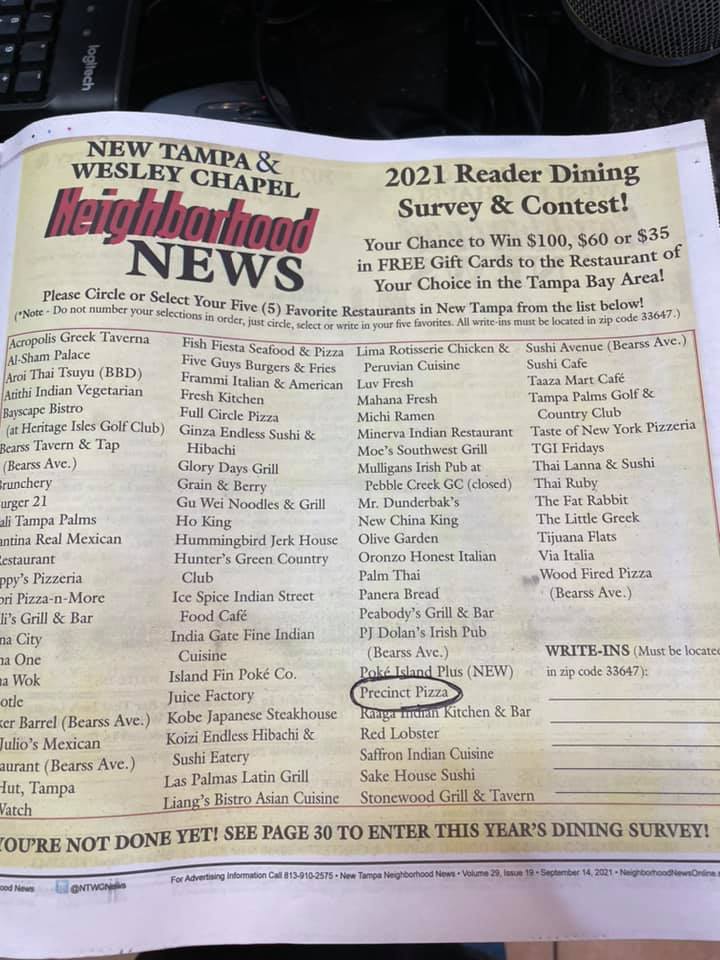 logitech
NEW TAMPA &
WESLEY CHAPEL
Neighborhood
NEWS
2021 Reader Dining
Survey & Contest!
Your Chance to Win $100, $60 or $35
in FREE Gift Cards to the Restaurant of
Your Choice in the Tampa Bay Area!
Please Circle or Select Your Five (5) Favorite Restaurants in New Tampa from the list below!
(*Note - Do not number your selections in order, just circle, select or write in your five favorites. All write-ins must be located in zip code 33647.)
Acropolis Greek Taverna
Al-Sham Palace
Aroi Thai Tsuyu (BBD)
Atithi Indian Vegetarian
Bayscape Bistro
(at Heritage Isles Golf Club)
Bearss Tavern & Tap
(Bearss Ave.)
Brunchery
urger 21
ali Tampa Palms
antina Real Mexican
Restaurant
ppy's Pizzeria
ori Pizza-n-More
li's Grill & Bar
na City
na One
na Wok
otle
ker Barrel (Bearss Ave.)
Julio's Mexican
aurant (Bearss Ave.)
Hut, Tampa
Watch
Fish Fiesta Seafood & Pizza
Five Guys Burgers & Fries
Frammi Italian & American
Fresh Kitchen
Full Circle Pizza
Ginza Endless Sushi &
Hibachi
Glory Days Grill
Grain & Berry
Gu Wei Noodles & Grill
Ho King
Hummingbird Jerk House
Hunter's Green Country
Club
Ice Spice Indian Street
Food Café
India Gate Fine Indian
Cuisine
Island Fin Poké Co.
Juice Factory
Kobe Japanese Steakhouse
Koizi Endless Hibachi &
Sushi Eatery
Las Palmas Latin Grill
Liang's Bistro Asian Cuisine
Lima Rotisserie Chicken &
Peruvian Cuisine
Luv Fresh
Mahana Fresh
Michi Ramen
Minerva Indian Restaurant
Moe's Southwest Grill
Mulligans Irish Pub at
Pebble Creek GC (closed)
Mr. Dunderbak's
New China King
Olive Garden
Oronzo Honest Italian
Palm Thai
Panera Bread
Peabody's Grill & Bar
PJ Dolan's Irish Pub
(Bearss Ave.)
Poké Island Plus (NEW)
Precinct Pizza
Raaga Indian Kitchen & Bar
Red Lobster
Saffron Indian Cuisine
Sake House Sushi
Stonewood Grill & Tavern
Sushi Avenue (Bearss Ave.)
Sushi Cafe
Taaza Mart Café
Tampa Palms Golf &
Country Club
Taste of New York Pizzeria
TGI Fridays
Thai Lanna & Sushi
Thai Ruby
The Fat Rabbit
The Little Greek
Tijuana Flats
Via Italia
Wood Fired Pizza
(Bearss Ave.)
WRITE-INS (Must be located
in zip code 33647):
YOU'RE NOT DONE YET! SEE PAGE 30 TO ENTER THIS YEAR'S DINING SURVEY!
ood News @NTWCNews For Advertising Information Call 813-910-2575 • New Tampa Neighborhood News • Volume 29, Issue 19 • September 14, 2021 • NeighborhoodNewsOnline.